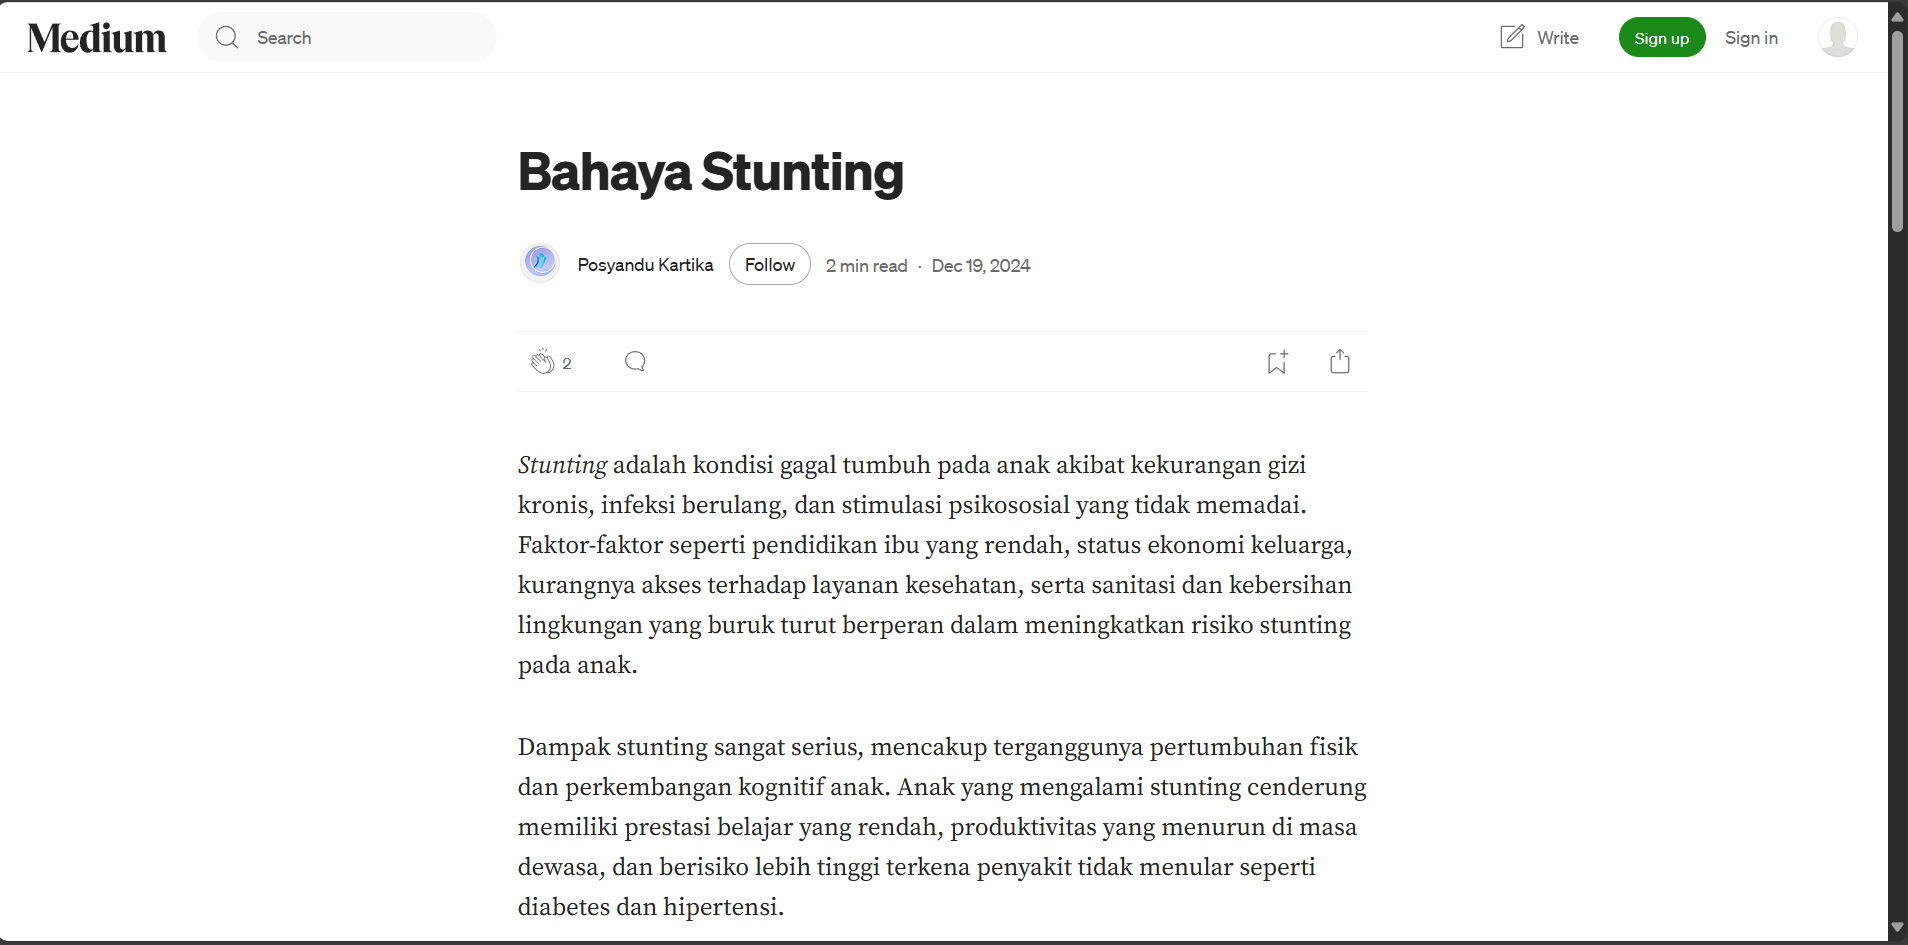 Medium
Search
Write
Sign up
Sign in
Bahaya Stunting
Posyandu Kartika
Follow
2 min read · Dec 19, 2024
2
Stunting adalah kondisi gagal tumbuh pada anak akibat kekurangan gizi
kronis, infeksi berulang, dan stimulasi psikososial yang tidak memadai.
Faktor-faktor seperti pendidikan ibu yang rendah, status ekonomi keluarga,
kurangnya akses terhadap layanan kesehatan, serta sanitasi dan kebersihan
lingkungan yang buruk turut berperan dalam meningkatkan risiko stunting
pada anak.
Dampak stunting sangat serius, mencakup terganggunya pertumbuhan fisik
dan perkembangan kognitif anak. Anak yang mengalami stunting cenderung
memiliki prestasi belajar yang rendah, produktivitas yang menurun di masa
dewasa, dan berisiko lebih tinggi terkena penyakit tidak menular seperti
diabetes dan hipertensi.